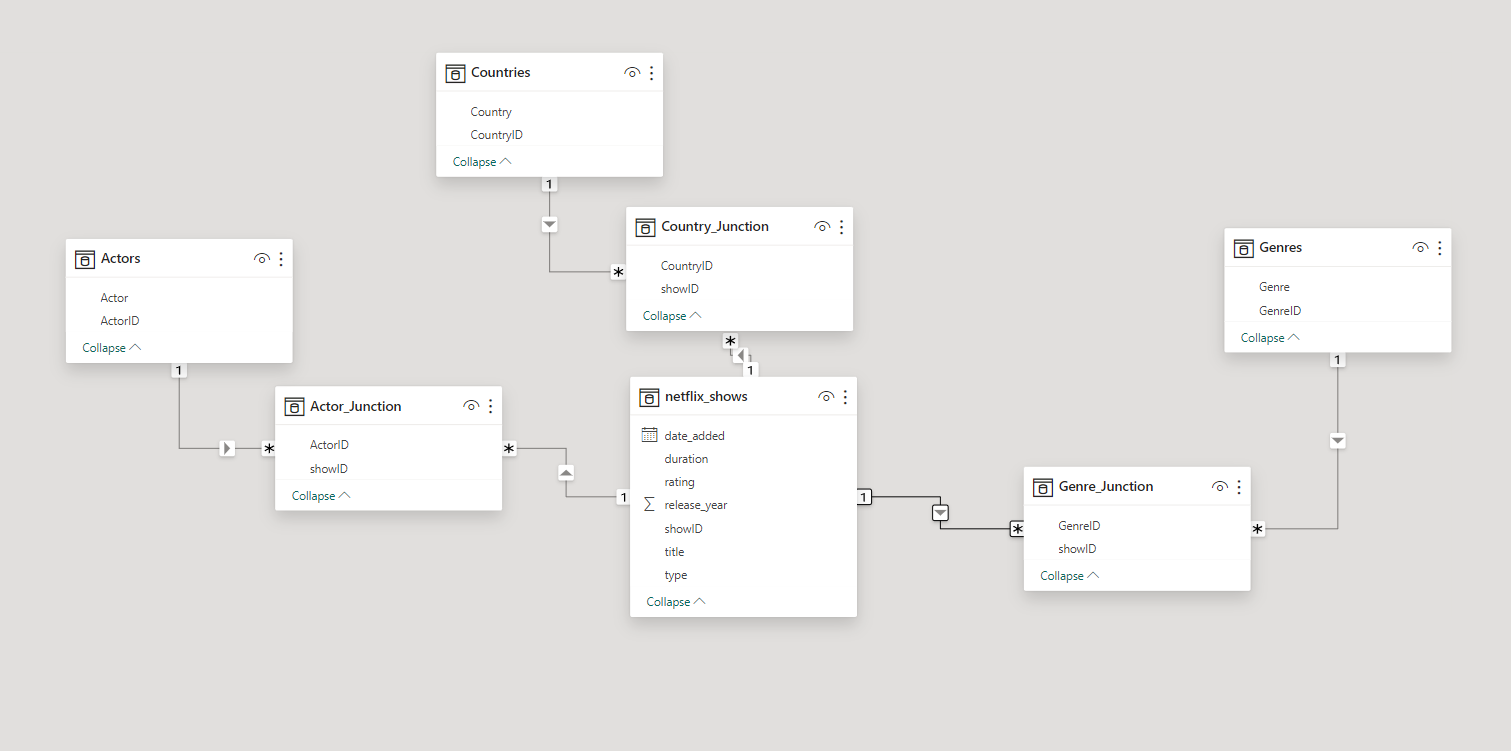 Countries
Country
CountryID
Collapse
1
*
Country_Junction
CountryID
showID
Collapse
*
1
Actors
Actor
ActorID
Collapse
1
*
Actor_Junction
ActorID
showID
Collapse
*
1
netflix_shows
date_added
duration
rating
release_year
showID
title
type
Collapse
1
*
Genre_Junction
GenreID
showID
Collapse
*
Genres
Genre
GenreID
Collapse
1